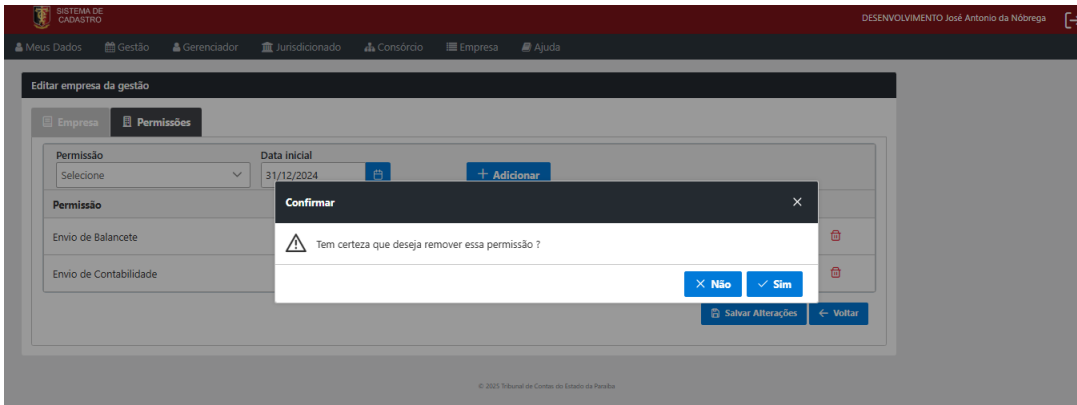 SISTEMA DE
CADASTRO
DESENVOLVIMENTO José Antonio da Nóbrega
Meus Dados Gestão Gerenciador Jurisdicionado Consórcio Empresa Ajuda
Editar empresa da gestão
Empresa Permissões
Permissão Data inicial
Selecione 31/12/2024 Adicionar
Permissão
Confirmar
Tem certeza que deseja remover essa permissão ?
Envio de Balancete
Envio de Contabilidade
Não Sim
Salvar Alterações Voltar
© 2025 Tribunal de Contas do Estado da Paraíba